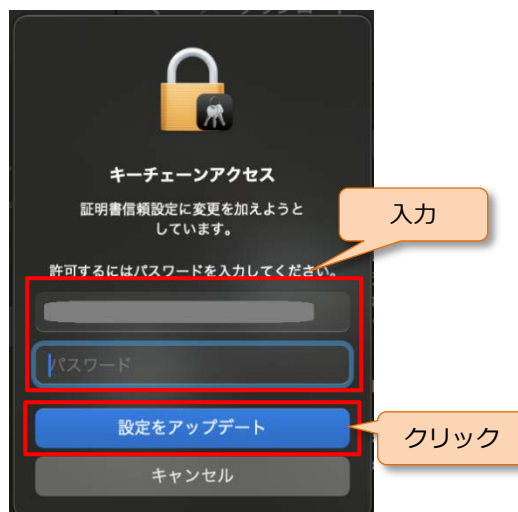 キーチェーンアクセス
証明書信頼設定に変更を加えようと
しています。
入力
許可するにはパスワードを入力してください。
パスワード
設定をアップデート
クリック
キャンセル